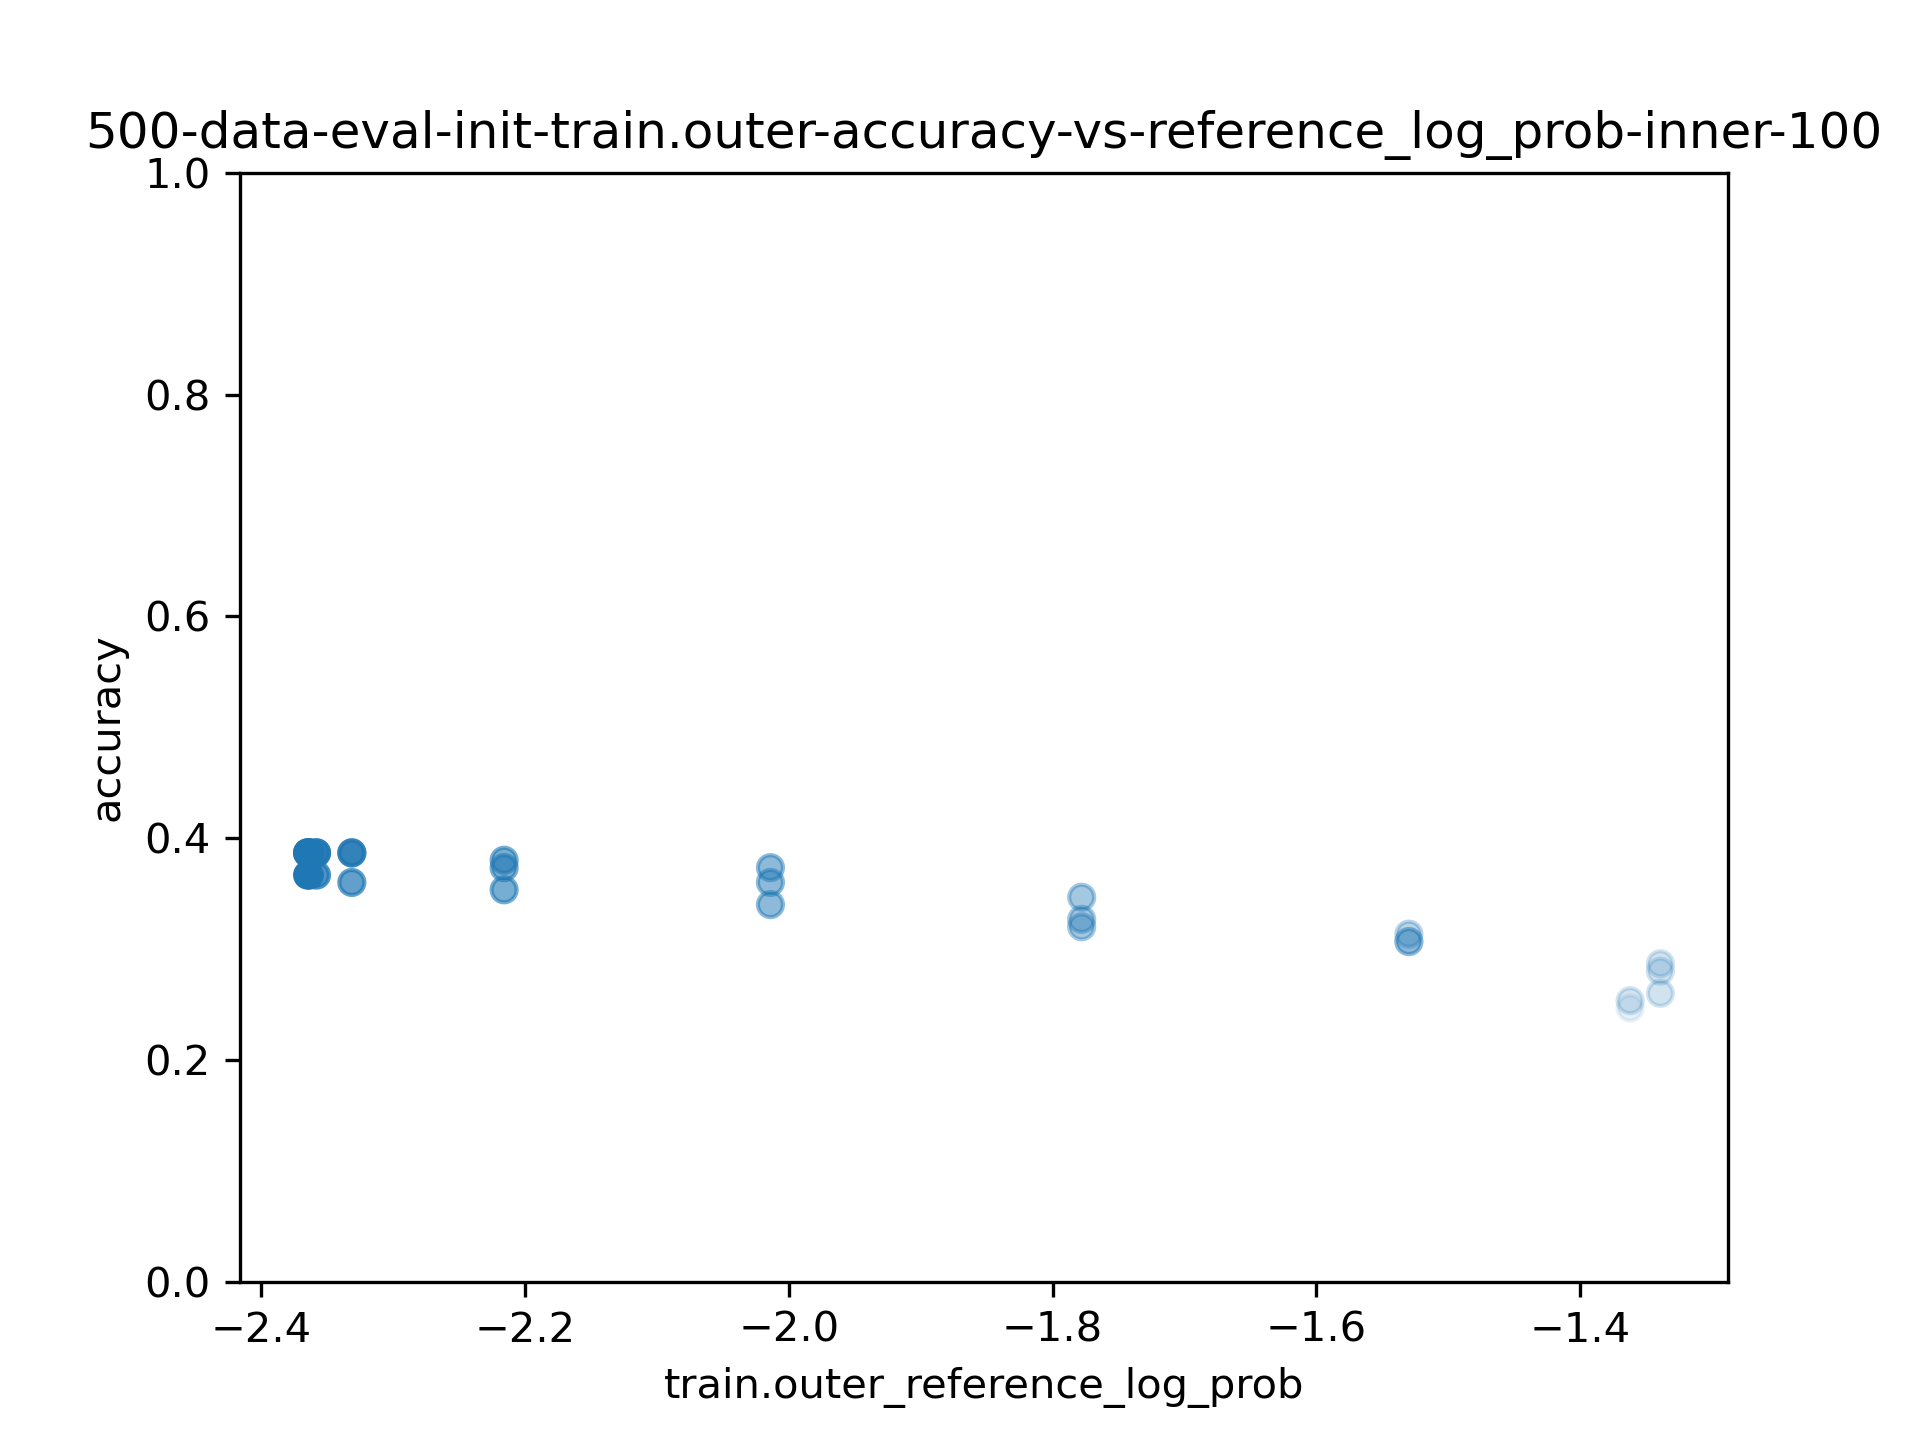 500-data-eval-init-train.outer-accuracy-vs-reference_log_prob-inner-100
1.0
0.8
0.6
0.4
0.2
0.0
accuracy
−2.4 −2.2 −2.0 −1.8 −1.6 −1.4
train.outer_reference_log_prob